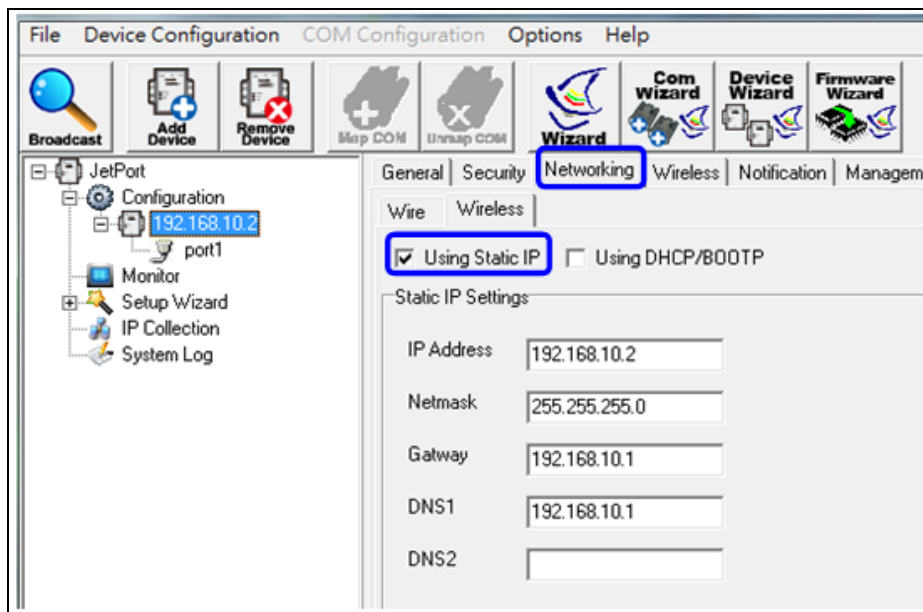 File Device Configuration COM Configuration Options Help
Broadcast
Add Device
Remove Device
Map COM
Unmap COM
Wizard
Com Wizard
Device Wizard
Firmware Wizard
JetPort
Configuration
192.168.10.2
port1
Monitor
Setup Wizard
IP Collection
System Log
General Security Networking Wireless Notification Managem
Wire Wireless
Using Static IP Using DHCP/BOOTP
Static IP Settings
IP Address 192.168.10.2
Netmask 255.255.255.0
Gatway 192.168.10.1
DNS1 192.168.10.1
DNS2